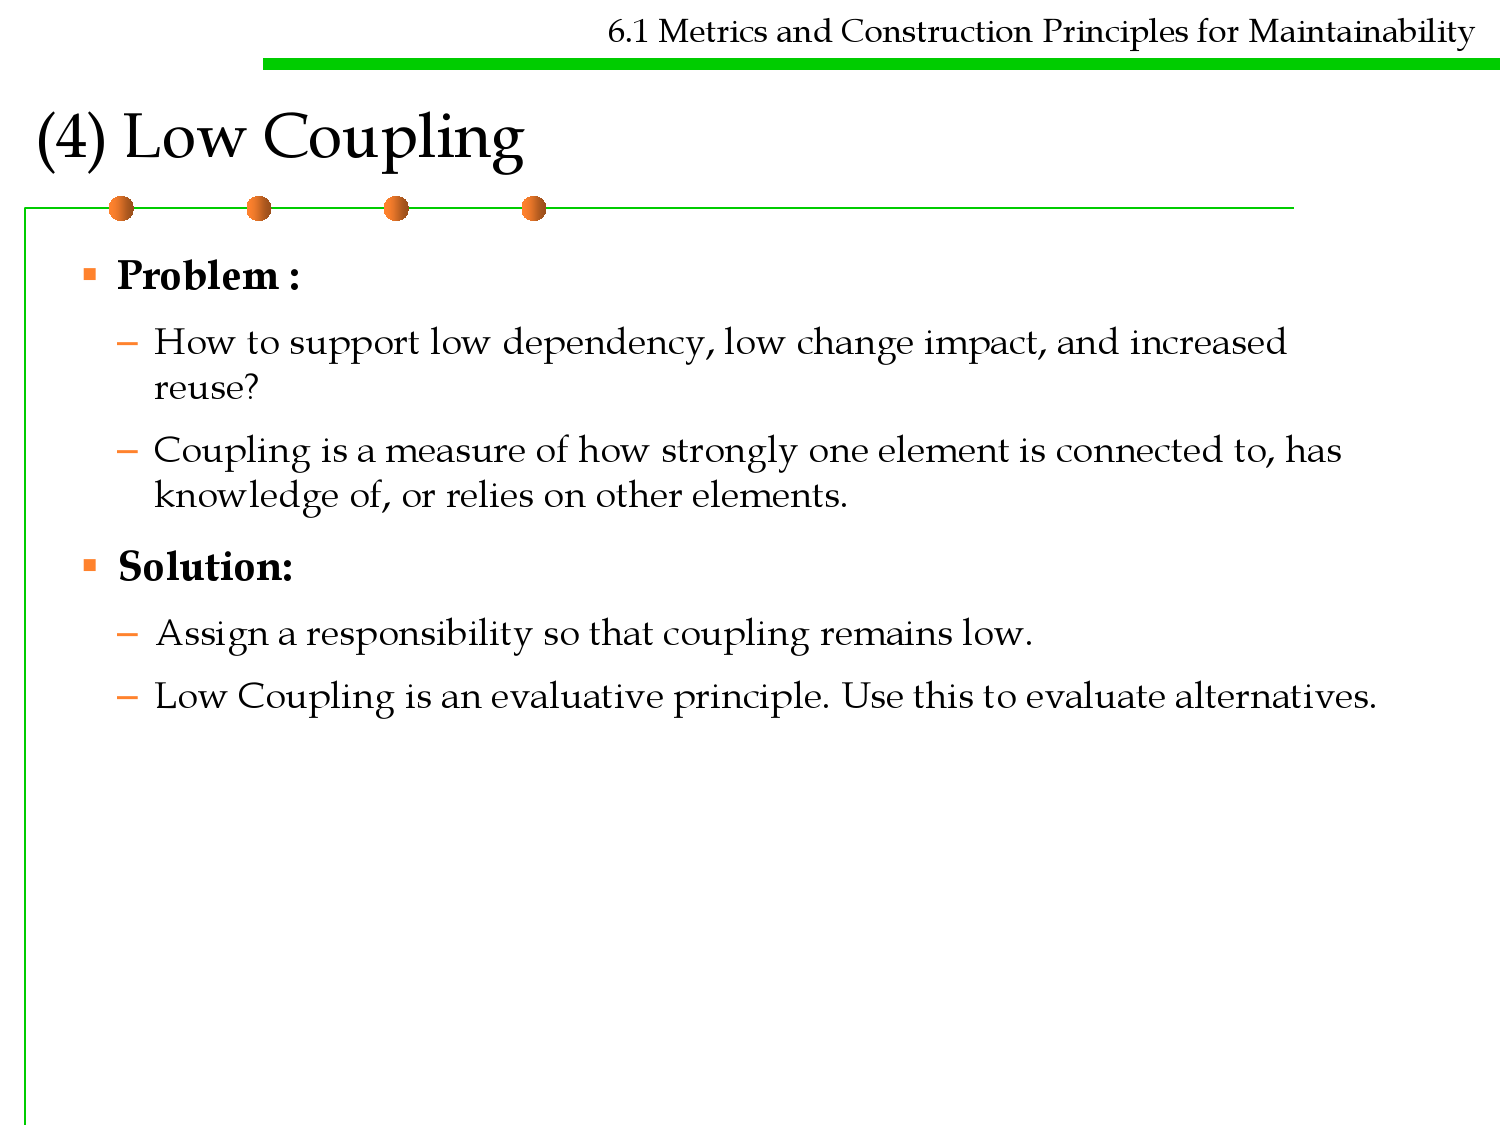 6.1 Metrics and Construction Principles for Maintainability
(4) Low Coupling
▪ Problem :
– How to support low dependency, low change impact, and increased
reuse?
– Coupling is a measure of how strongly one element is connected to, has
knowledge of, or relies on other elements.
▪ Solution:
– Assign a responsibility so that coupling remains low.
– Low Coupling is an evaluative principle. Use this to evaluate alternatives.